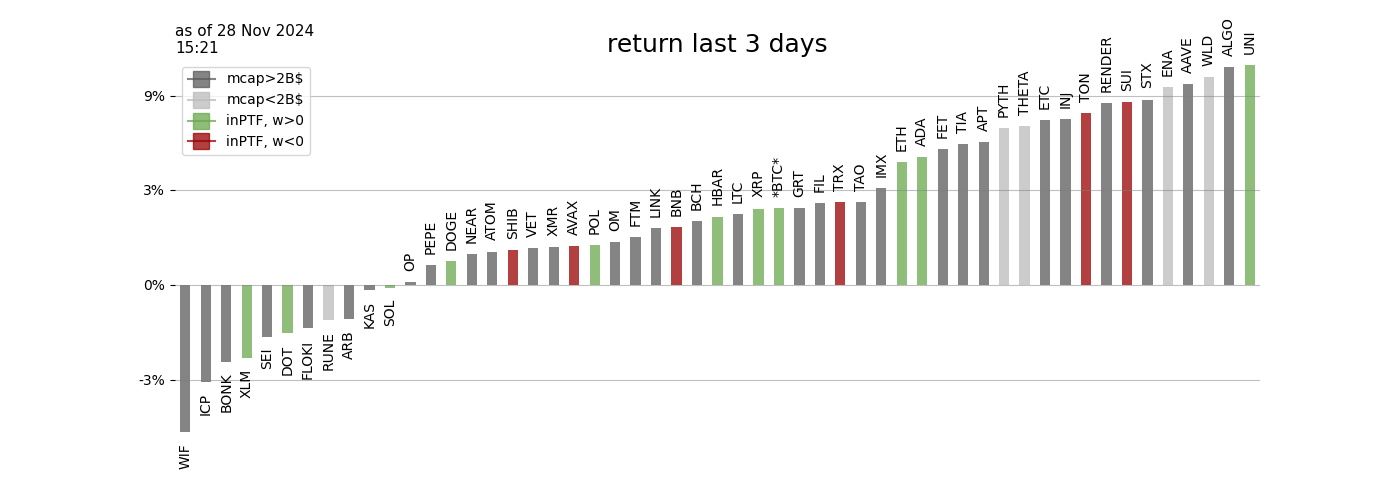 as of 28 Nov 2024
15:21
return last 3 days
mcap>2B$
mcap<2B$
inPTF, w>0
inPTF, w<0
9%
3%
0%
-3%
WIF
ICP
BONK
XLM
SEI
DOT
FLOKI
RUNE
ARB
KAS
SOL
OP
PEPE
DOGE
NEAR
ATOM
SHIB
VET
XMR
AVAX
POL
OM
FTM
LINK
BNB
BCH
HBAR
LTC
XRP
*BTC*
GRT
FIL
TRX
TAO
IMX
ETH
ADA
FET
TIA
APT
PYTH
THETA
ETC
INJ
TON
RENDER
SUI
STX
ENA
AAVE
WLD
ALGO
UNI